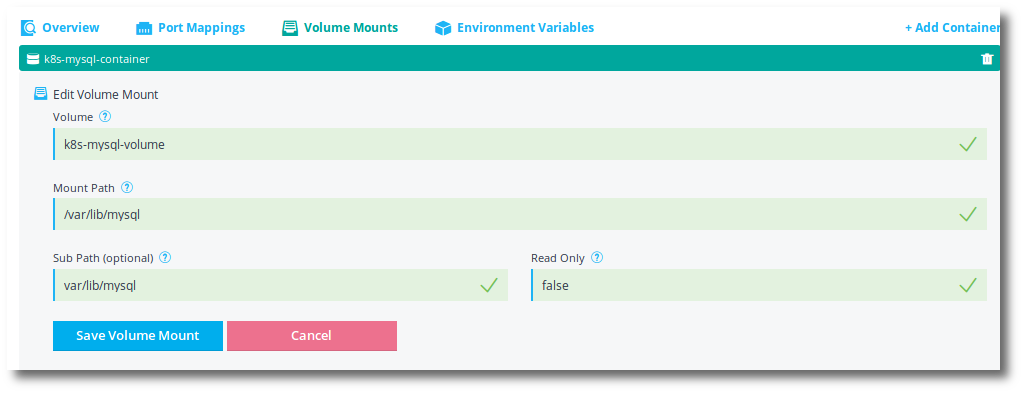 Overview Port Mappings Volume Mounts Environment Variables + Add Container
k8s-mysql-container
Edit Volume Mount
Volume ?
k8s-mysql-volume
Mount Path ?
/var/lib/mysql
Sub Path (optional) ? Read Only ?
var/lib/mysql false
Save Volume Mount Cancel